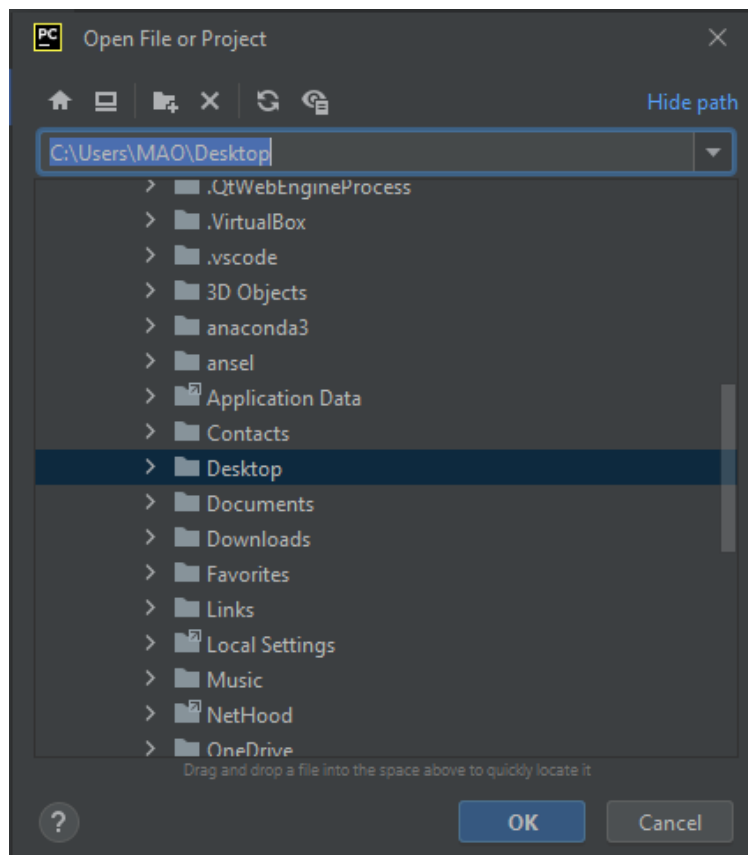 PC Open File or Project
Hide path
C:\Users\MAO\Desktop
.QtWebEngineProcess
.VirtualBox
.vscode
3D Objects
anaconda3
ansel
Application Data
Contacts
Desktop
Documents
Downloads
Favorites
Links
Local Settings
Music
NetHood
OneDrive
Drag and drop a file into the space above to quickly locate it
? OK Cancel